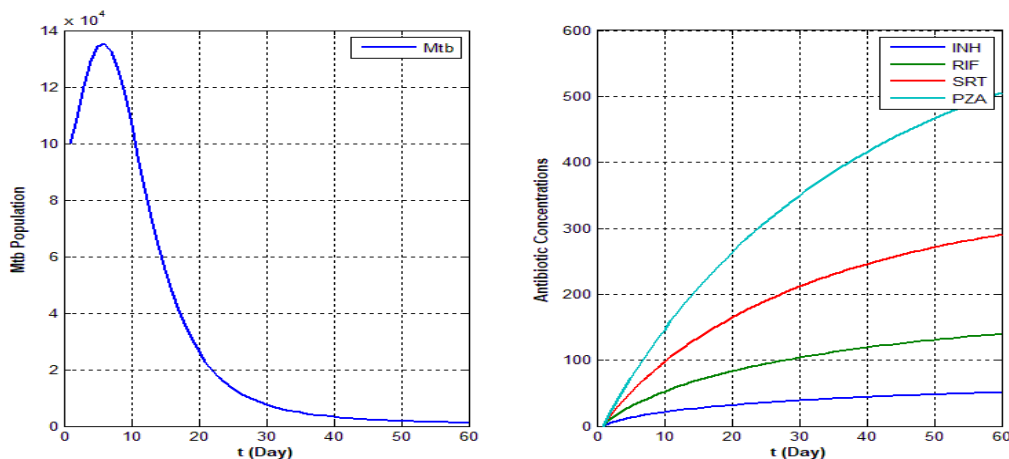 × 10⁴
14
12
10
8
6
4
2
0
0 10 20 30 40 50 60
t (Day)
Mtb Population
Mtb
600
500
400
300
200
100
0
0 10 20 30 40 50 60
t (Day)
Antibiotic Concentrations
INH
RIF
SRT
PZA